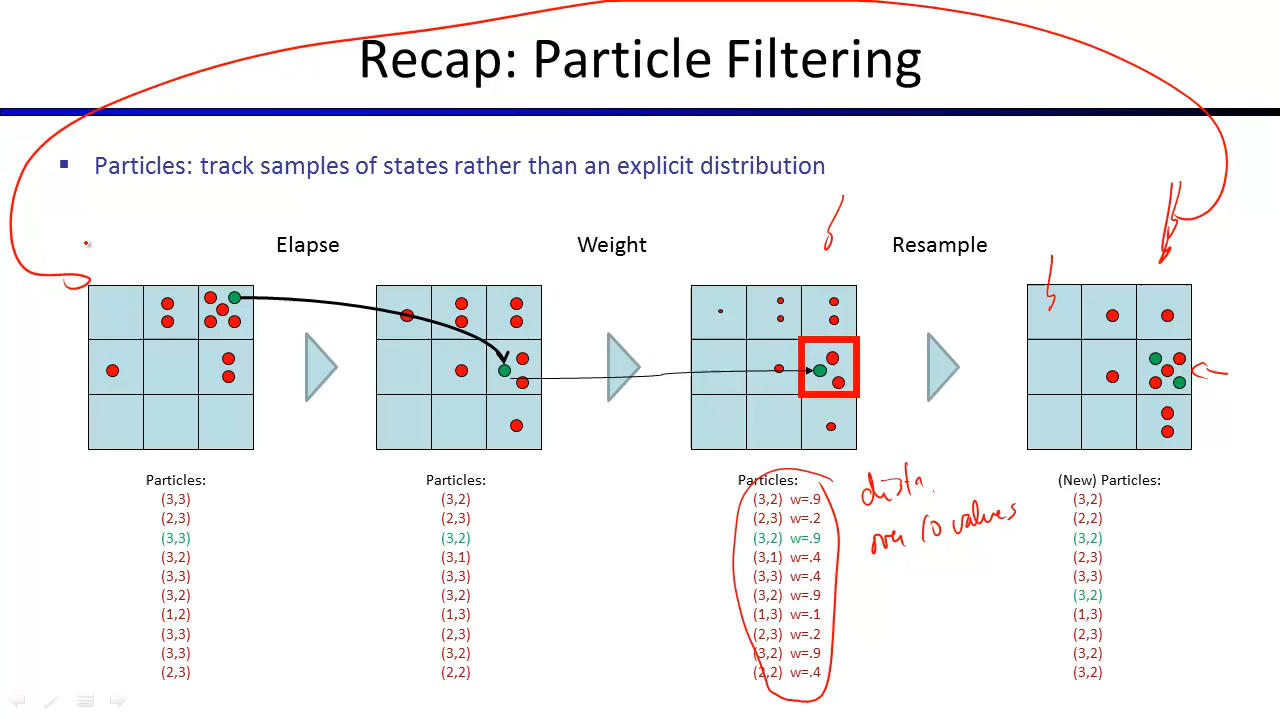 Recap: Particle Filtering
▪ Particles: track samples of states rather than an explicit distribution
Elapse
Weight
Resample
Particles:
(3,3)
(2,3)
(3,3)
(3,2)
(3,3)
(3,2)
(1,2)
(3,3)
(3,3)
(2,3)
Particles:
(3,2)
(2,3)
(3,2)
(3,1)
(3,3)
(3,2)
(1,3)
(2,3)
(3,2)
(2,2)
Particles:
(3,2) w=.9
(2,3) w=.2
(3,2) w=.9
(3,1) w=.4
(3,3) w=.4
(3,2) w=.9
(1,3) w=.1
(2,3) w=.2
(3,2) w=.9
(2,2) w=.4
distr.
over 10 values
(New) Particles:
(3,2)
(2,2)
(3,2)
(2,3)
(3,3)
(3,2)
(1,3)
(2,3)
(3,2)
(3,2)